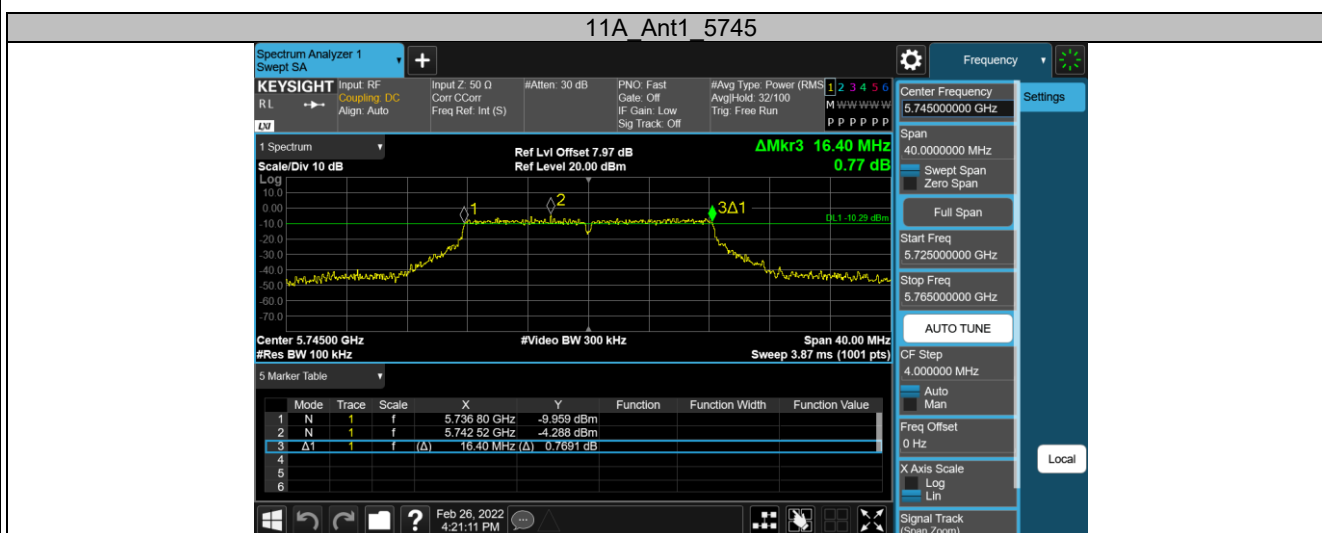 11A_Ant1_5745
Spectrum Analyzer 1
Swept SA
Frequency
KEYSIGHT
RL
LXI
Input: RF
Coupling: DC
Align: Auto
Input Z: 50 Ω
Corr CCorr
Freq Ref: Int (S)
#Atten: 30 dB
PNO: Fast
Gate: Off
IF Gain: Low
Sig Track: Off
#Avg Type: Power (RMS
Avg|Hold: 32/100
Trig: Free Run
1 2 3 4 5 6
M W W W W W
P P P P P P
1 Spectrum
Scale/Div 10 dB
Ref Lvl Offset 7.97 dB
Ref Level 20.00 dBm
ΔMkr3 16.40 MHz
0.77 dB
Log
10.0
0.00
-10.0
-20.0
-30.0
-40.0
-50.0
-60.0
-70.0
1
2
3Δ1
DL1 -10.29 dBm
Center 5.74500 GHz
#Res BW 100 kHz
#Video BW 300 kHz
Span 40.00 MHz
Sweep 3.87 ms (1001 pts)
5 Marker Table
Mode Trace Scale X Y Function Function Width Function Value
1 N 1 f 5.736 80 GHz -9.959 dBm
2 N 1 f 5.742 52 GHz -4.288 dBm
3 Δ1 1 f (Δ) 16.40 MHz (Δ) 0.7691 dB
4
5
6
Feb 26, 2022
4:21:11 PM
?
Center Frequency
5.745000000 GHz
Settings
Span
40.0000000 MHz
Swept Span
Zero Span
Full Span
Start Freq
5.725000000 GHz
Stop Freq
5.765000000 GHz
AUTO TUNE
CF Step
4.000000 MHz
Auto
Man
Freq Offset
0 Hz
X Axis Scale
Log
Lin
Local
Signal Track
(Span Zoom)